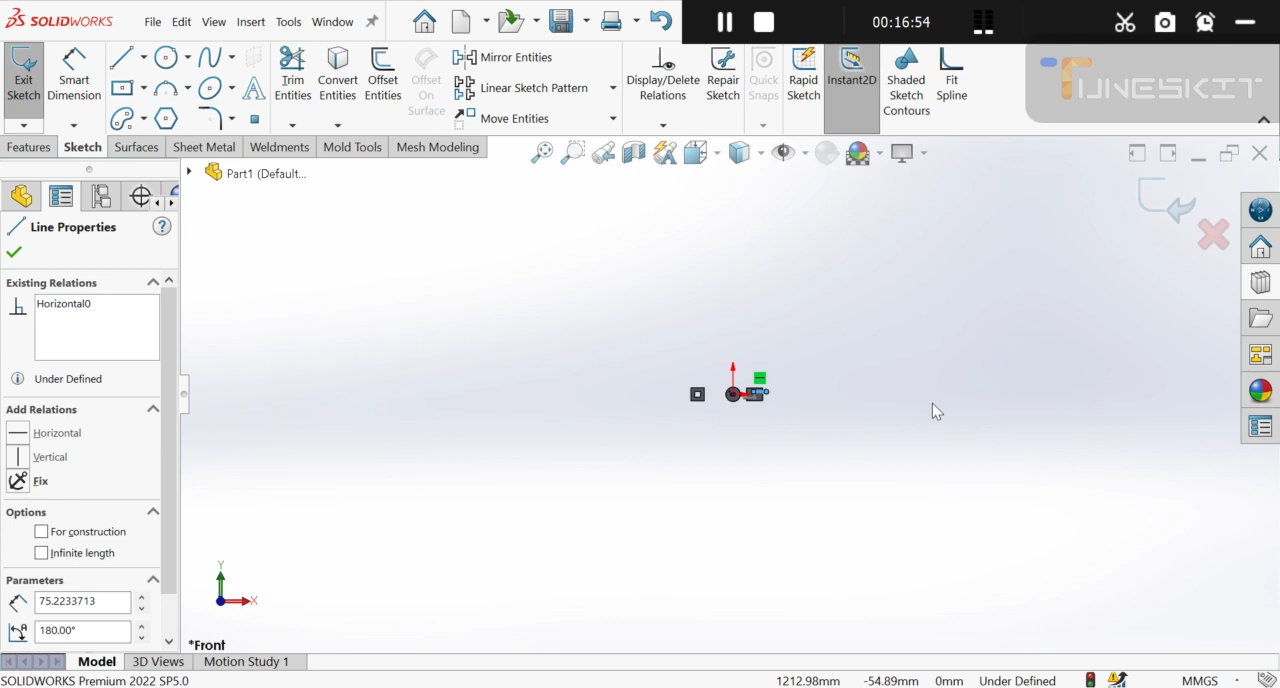 SOLIDWORKS File Edit View Insert Tools Window
00:16:54
TUNESKIT
Exit Sketch
Smart Dimension
Trim Entities
Convert Entities
Offset Entities
Offset On Surface
Mirror Entities
Linear Sketch Pattern
Move Entities
Display/Delete Relations
Repair Sketch
Quick Snaps
Rapid Sketch
Instant2D
Shaded Sketch Contours
Fit Spline
Features Sketch Surfaces Sheet Metal Weldments Mold Tools Mesh Modeling
Part1 (Default...
Line Properties
Existing Relations
Horizontal0
Under Defined
Add Relations
Horizontal
Vertical
Fix
Options
For construction
Infinite length
Parameters
75.2233713
180.00°
Y
X
*Front
Model 3D Views Motion Study 1
SOLIDWORKS Premium 2022 SP5.0
1212.98mm -54.89mm 0mm Under Defined MMGS -